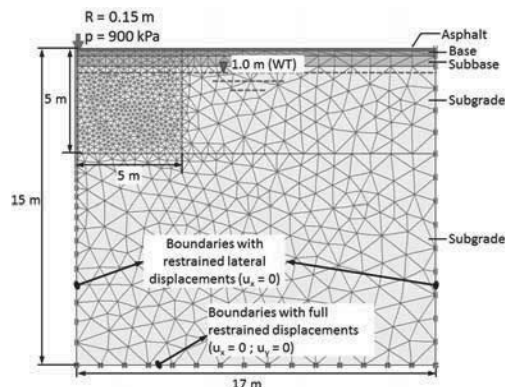 R = 0.15 m
p = 900 kPa
Asphalt
Base
Subbase
1.0 m (WT)
5 m
Subgrade
5 m
15 m
Boundaries with
restrained lateral
displacements (uₓ = 0)
Subgrade
Boundaries with full
restrained displacements
(uₓ = 0 ; uᵧ = 0)
17 m